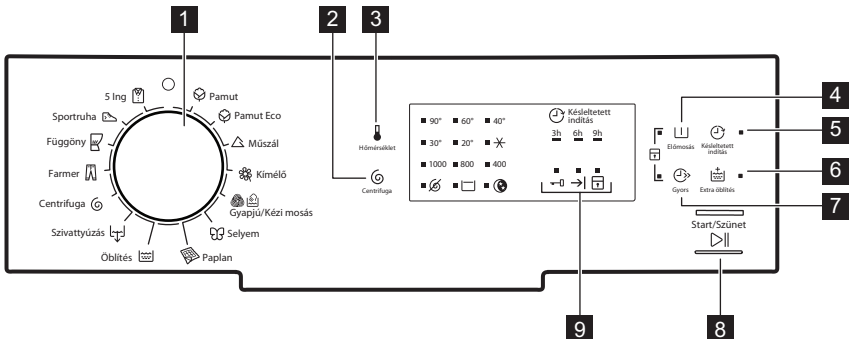 1
2
3
4
5
6
7
8
9
5 Ing
Sportruha
Függöny
Farmer
Centrifuga
Szivattyúzás
Öblítés
Pamut
Pamut Eco
Műszál
Kímélő
Gyapjú/Kézi mosás
Selyem
Paplan
Hőmérséklet
Centrifuga
90° 60° 40°
30° 20°
1000 800 400
Késleltetett
indítás
3h 6h 9h
Előmosás
Késleltetett
indítás
Gyors
Extra öblítés
Start/Szünet